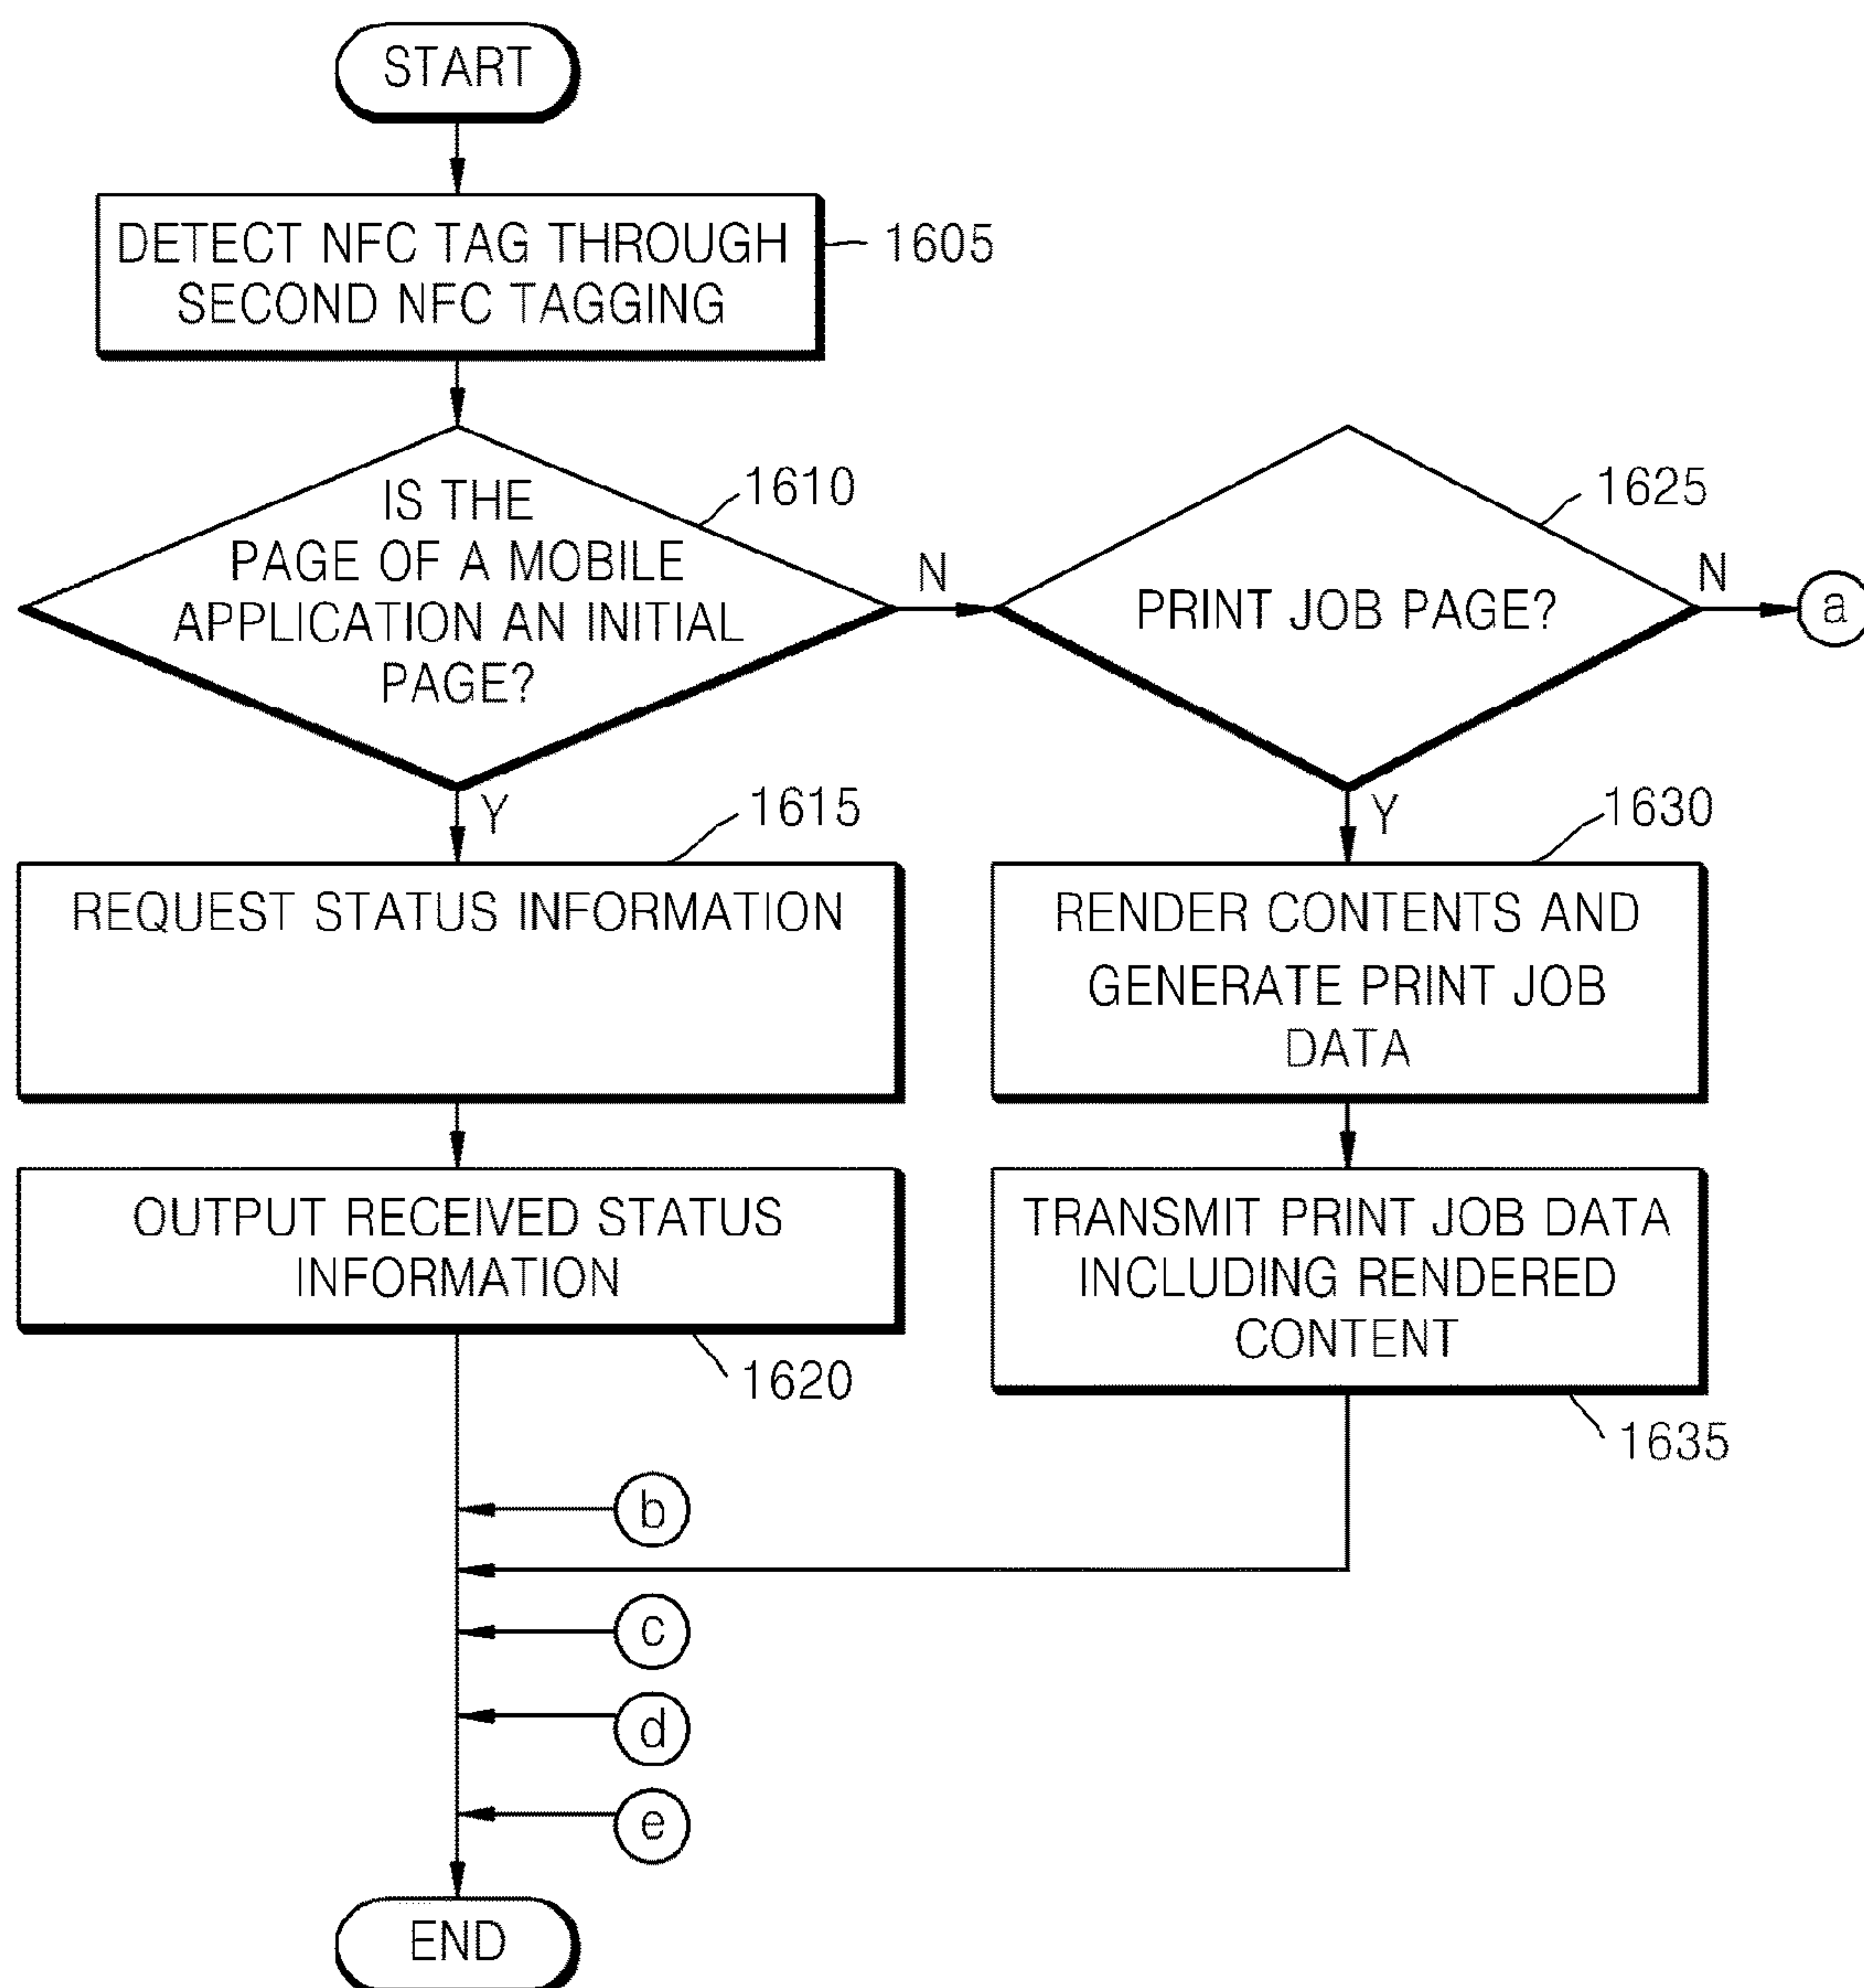 START
DETECT NFC TAG THROUGH
SECOND NFC TAGGING
1605
IS THE
PAGE OF A MOBILE
APPLICATION AN INITIAL
PAGE?
1610
N
Y
PRINT JOB PAGE?
1625
N
a
Y
1615
REQUEST STATUS INFORMATION
1630
RENDER CONTENTS AND
GENERATE PRINT JOB
DATA
OUTPUT RECEIVED STATUS
INFORMATION
1620
TRANSMIT PRINT JOB DATA
INCLUDING RENDERED
CONTENT
1635
b
c
d
e
END